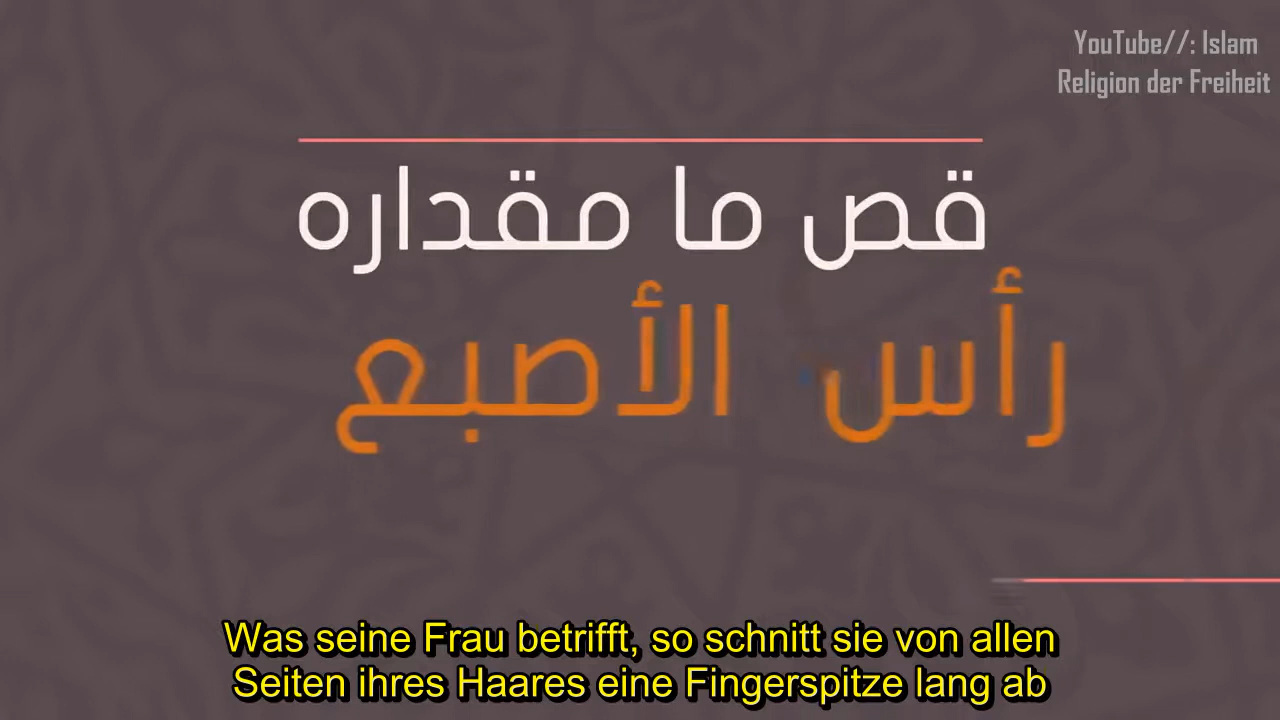 YouTube//: Islam
Religion der Freiheit
قص ما مقداره
رأس الأصبع
Was seine Frau betrifft, so schnitt sie von allen
Seiten ihres Haares eine Fingerspitze lang ab